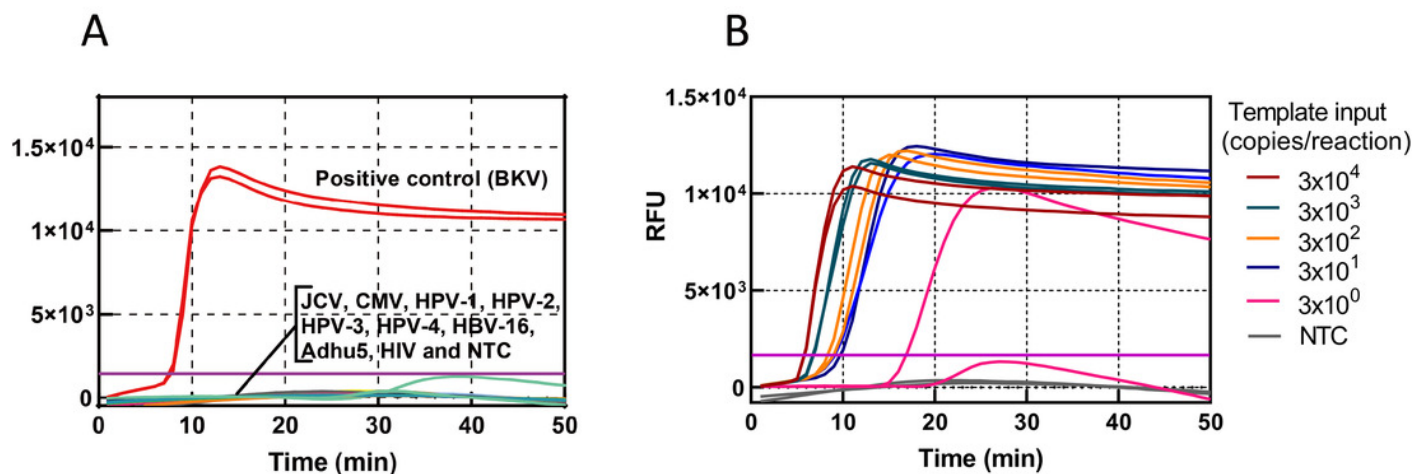 A
1.5×10⁴
1×10⁴
5×10³
0
Positive control (BKV)
JCV, CMV, HPV-1, HPV-2,
HPV-3, HPV-4, HBV-16,
Adhu5, HIV and NTC
0 10 20 30 40 50
Time (min)
B
RFU
1.5×10⁴
1×10⁴
5×10³
0
0 10 20 30 40 50
Time (min)
Template input
(copies/reaction)
3x10⁴
3x10³
3x10²
3x10¹
3x10⁰
NTC